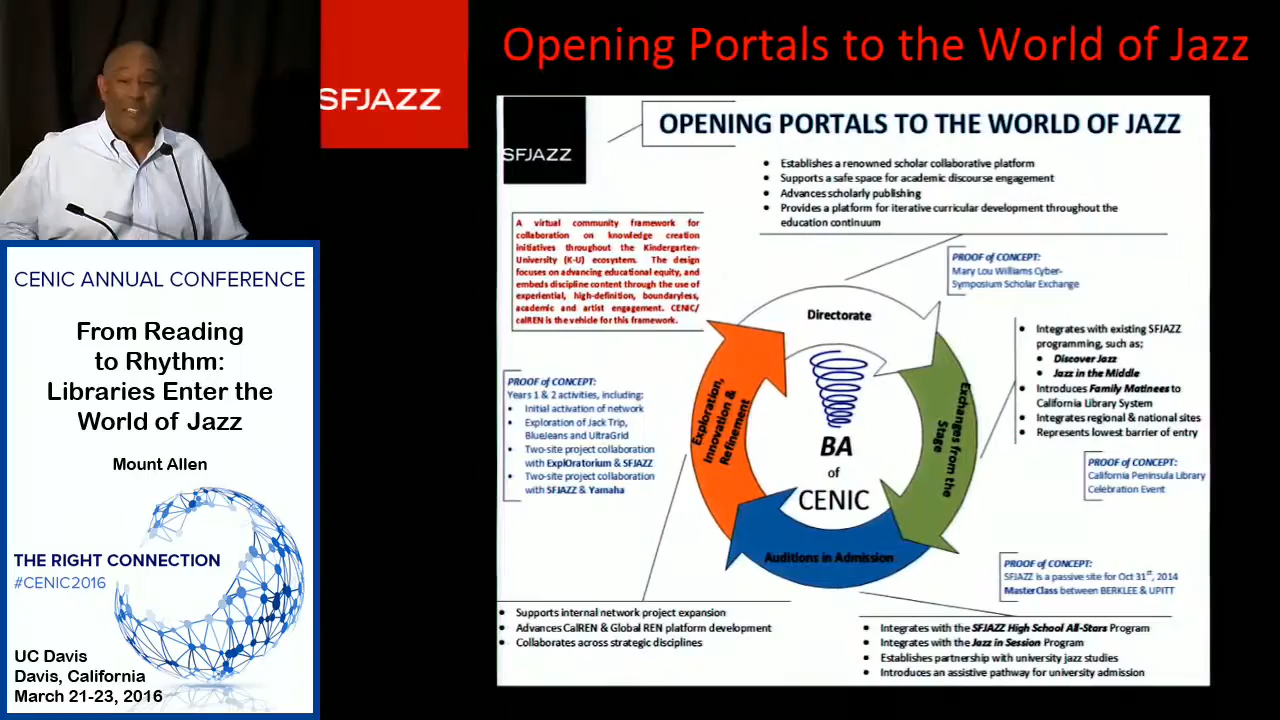 SFJAZZ
Opening Portals to the World of Jazz
SFJAZZ
OPENING PORTALS TO THE WORLD OF JAZZ
• Establishes a renowned scholar collaborative platform
• Supports a safe space for academic discourse engagement
• Advances scholarly publishing
• Provides a platform for iterative curricular development throughout the
education continuum
A virtual community framework for
collaboration on knowledge creation
initiatives throughout the Kindergarten-
University (K-U) ecosystem. The design
focuses on advancing educational equity, and
embeds discipline content through the use of
experiential, high-definition, boundaryless,
academic and artist engagement. CENIC/
calREN is the vehicle for this framework.
PROOF of CONCEPT:
Mary Lou Williams Cyber-
Symposium Scholar Exchange
Directorate
• Integrates with existing SFJAZZ
programming, such as;
• Discover Jazz
• Jazz in the Middle
• Introduces Family Matinees to
California Library System
• Integrates regional & national sites
• Represents lowest barrier of entry
PROOF of CONCEPT:
Years 1 & 2 activities, including:
• Initial activation of network
• Exploration of Jack Trip,
BlueJeans and UltraGrid
• Two-site project collaboration
with ExplOratorium & SFJAZZ
• Two-site project collaboration
with SFJAZZ & Yamaha
Exploration,
Innovation &
Refinement
Exchanges from the
Stage
BA
of
CENIC
PROOF of CONCEPT:
California Peninsula Library
Celebration Event
Auditions in Admission
PROOF of CONCEPT:
SFJAZZ is a passive site for Oct 31st, 2014
MasterClass between BERKLEE & UPITT
• Supports internal network project expansion
• Advances CalREN & Global REN platform development
• Collaborates across strategic disciplines
• Integrates with the SFJAZZ High School All-Stars Program
• Integrates with the Jazz in Session Program
• Establishes partnership with university jazz studies
• Introduces an assistive pathway for university admission
CENIC ANNUAL CONFERENCE
From Reading
to Rhythm:
Libraries Enter the
World of Jazz
Mount Allen
THE RIGHT CONNECTION
#CENIC2016
UC Davis
Davis, California
March 21-23, 2016